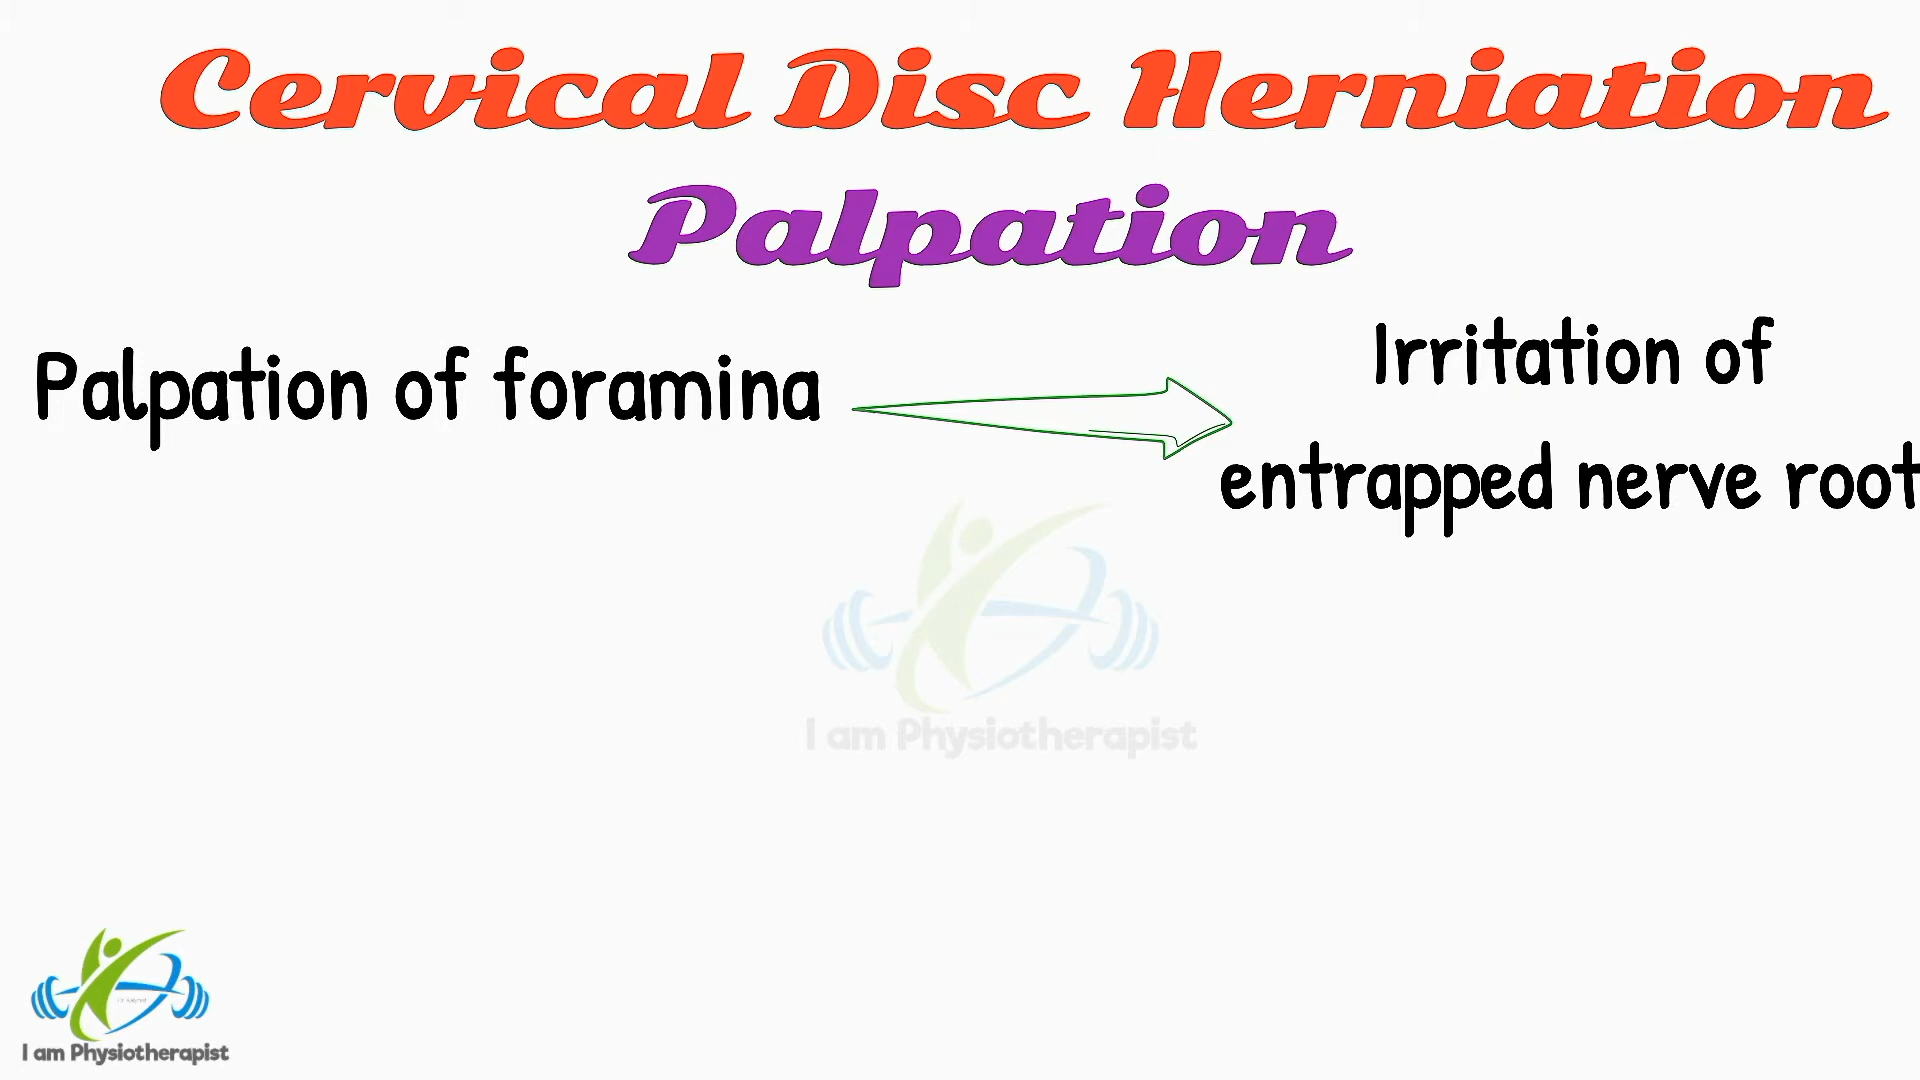 Cervical Disc Herniation
Palpation
Palpation of foramina
Irritation of
entrapped nerve root
I am Physiotherapist
I am Physiotherapist